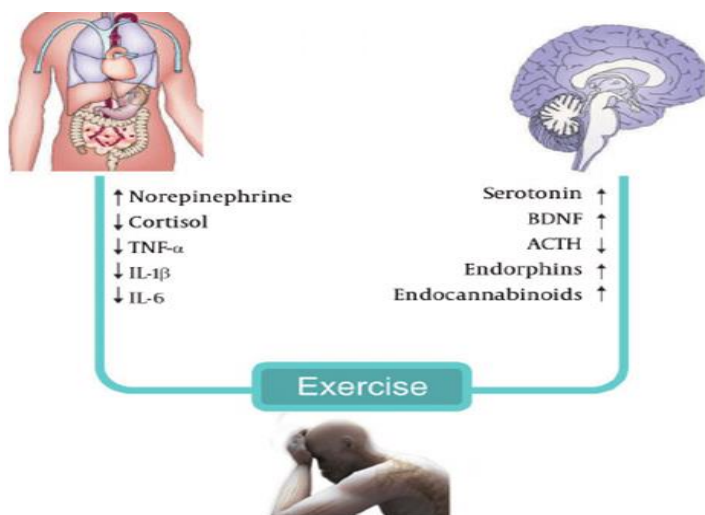 ↑ Norepinephrine
↓ Cortisol
↓ TNF-α
↓ IL-1β
↓ IL-6
Serotonin ↑
BDNF ↑
ACTH ↓
Endorphins ↑
Endocannabinoids ↑
Exercise